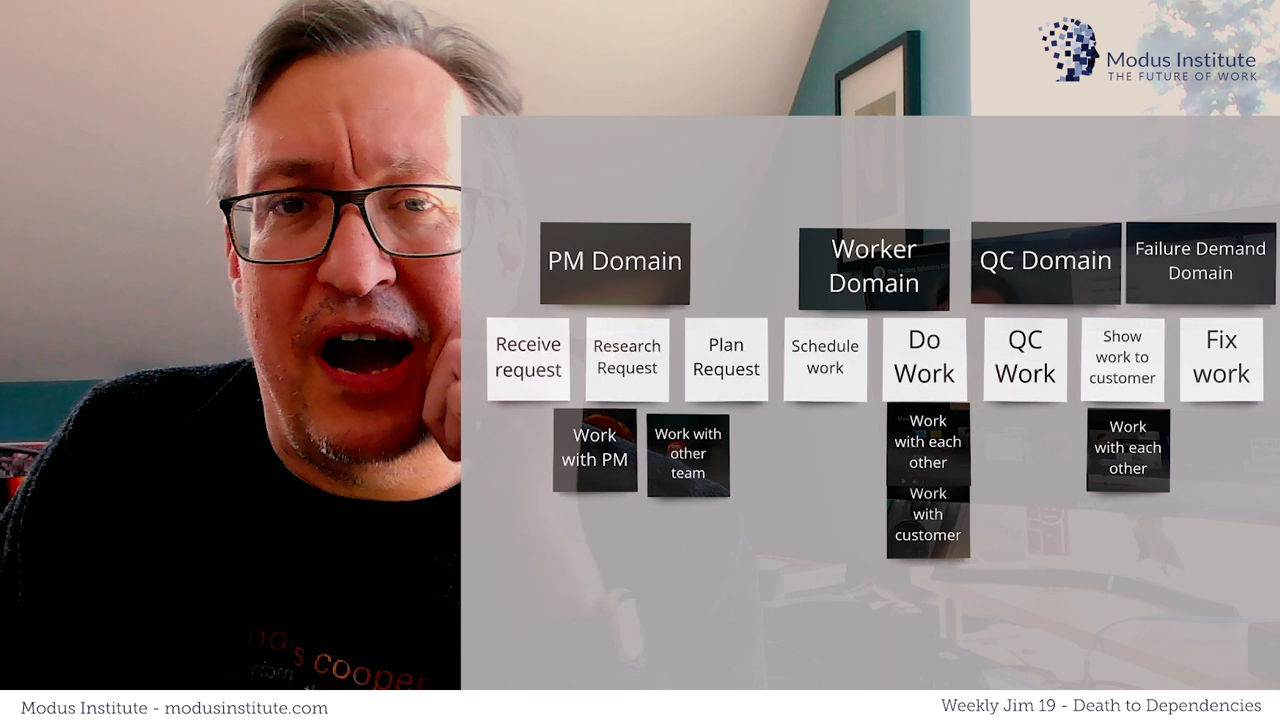 Modus Institute
THE FUTURE OF WORK
PM Domain
Worker
Domain
QC Domain
Failure Demand
Domain
Receive
request
Research
Request
Plan
Request
Schedule
work
Do
Work
QC
Work
Show
work to
customer
Fix
work
Work
with PM
Work with
other
team
Work
with each
other
Work
with
customer
Work
with each
other
cooper
Modus Institute - modusinstitute.com
Weekly Jim 19 - Death to Dependencies